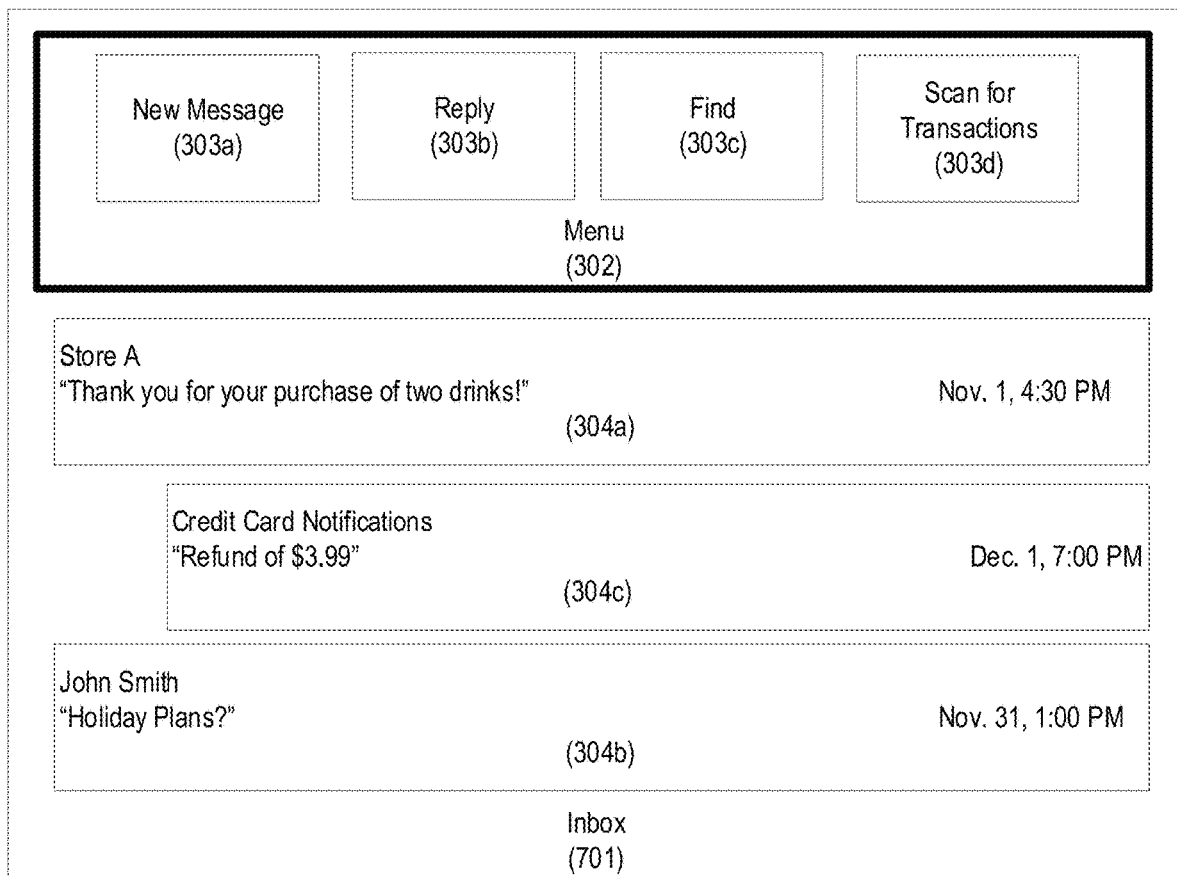 New Message
(303a)
Reply
(303b)
Find
(303c)
Scan for
Transactions
(303d)
Menu
(302)
Store A
“Thank you for your purchase of two drinks!”
Nov. 1, 4:30 PM
(304a)
Credit Card Notifications
“Refund of $3.99”
Dec. 1, 7:00 PM
(304c)
John Smith
“Holiday Plans?”
Nov. 31, 1:00 PM
(304b)
Inbox
(701)